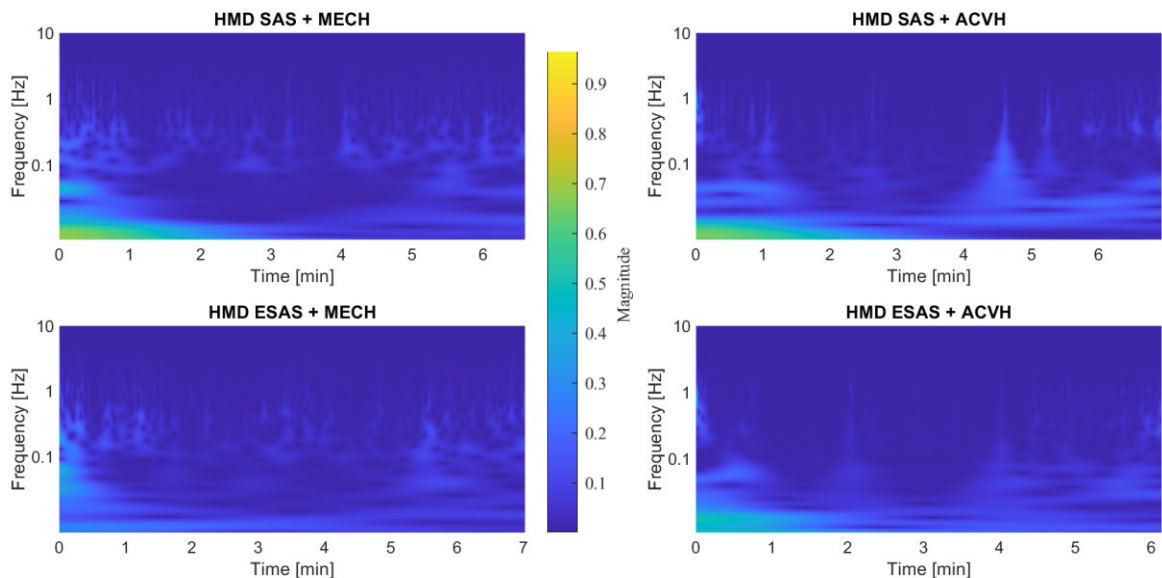 HMD SAS + MECH
10
1
0.1
Frequency [Hz]
0 1 2 3 4 5 6
Time [min]
HMD SAS + ACVH
10
1
0.1
Frequency [Hz]
0 1 2 3 4 5 6
Time [min]
0.9
0.8
0.7
0.6
0.5
0.4
0.3
0.2
0.1
Magnitude
HMD ESAS + MECH
10
1
0.1
Frequency [Hz]
0 1 2 3 4 5 6 7
Time [min]
HMD ESAS + ACVH
10
1
0.1
Frequency [Hz]
0 1 2 3 4 5 6
Time [min]